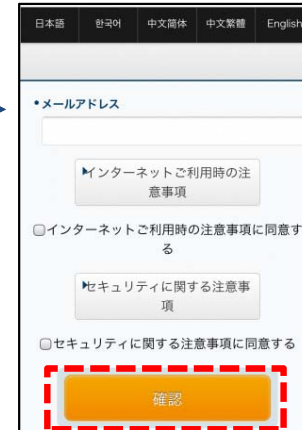 日本語 한국어 中文简体 中文繁體 English
•メールアドレス
インターネットご利用時の注
意事項
インターネットご利用時の注意事項に同意す
る
セキュリティに関する注意事
項
セキュリティに関する注意事項に同意する
確認